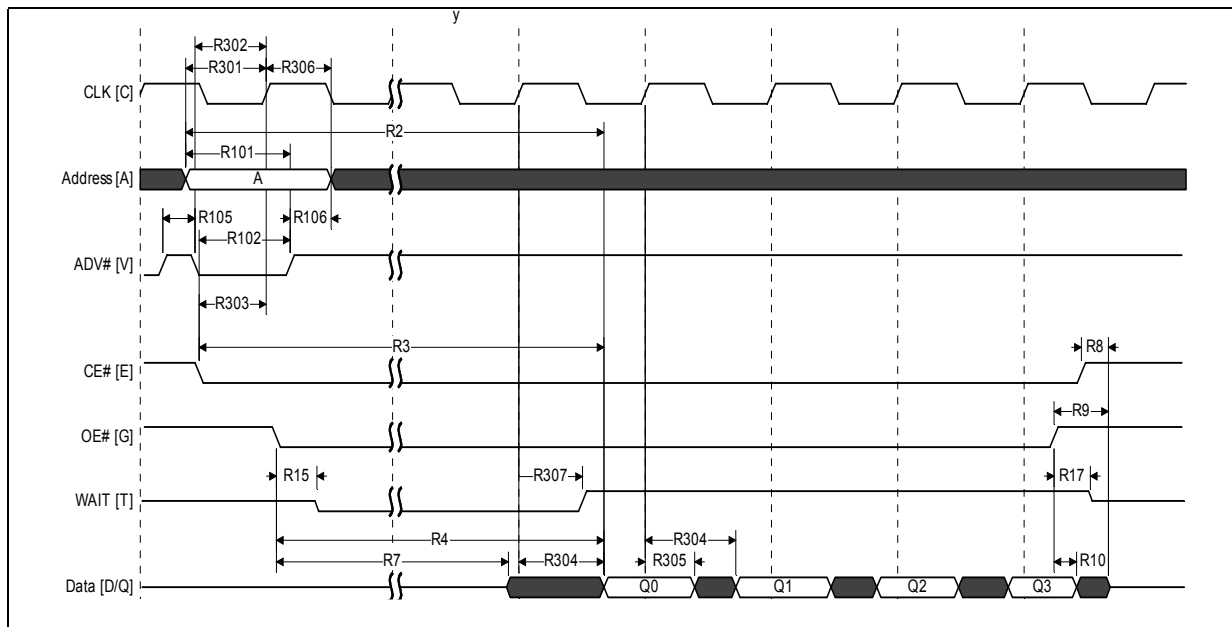 y
R302
R301 R306
CLK [C]
R2
R101
Address [A] A
R105 R106
R102
ADV# [V]
R303
R3 R8
CE# [E]
R9
OE# [G]
R15 R307 R17
WAIT [T]
R4 R304
R7 R304 R305 R10
Data [D/Q] Q0 Q1 Q2 Q3